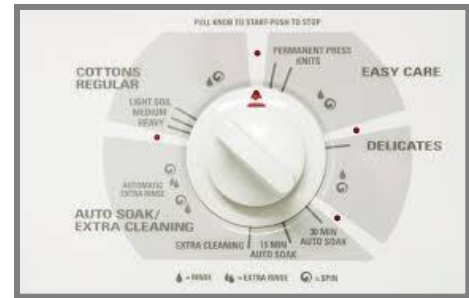 PULL KNOB TO START-PUSH TO STOP
PERMANENT PRESS
KNITS
COTTONS
REGULAR
EASY CARE
LIGHT SOIL
MEDIUM
HEAVY
DELICATES
AUTOMATIC
EXTRA RINSE
AUTO SOAK/
EXTRA CLEANING
30 MIN
AUTO SOAK
EXTRA CLEANING
15 MIN
AUTO SOAK
= RINSE = EXTRA RINSE = SPIN